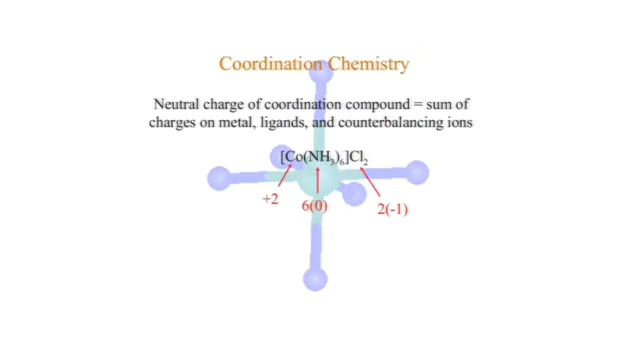 Coordination Chemistry
Neutral charge of coordination compound = sum of
charges on metal, ligands, and counterbalancing ions
[Co(NH₃)₆]Cl₂
+2 6(0) 2(-1)